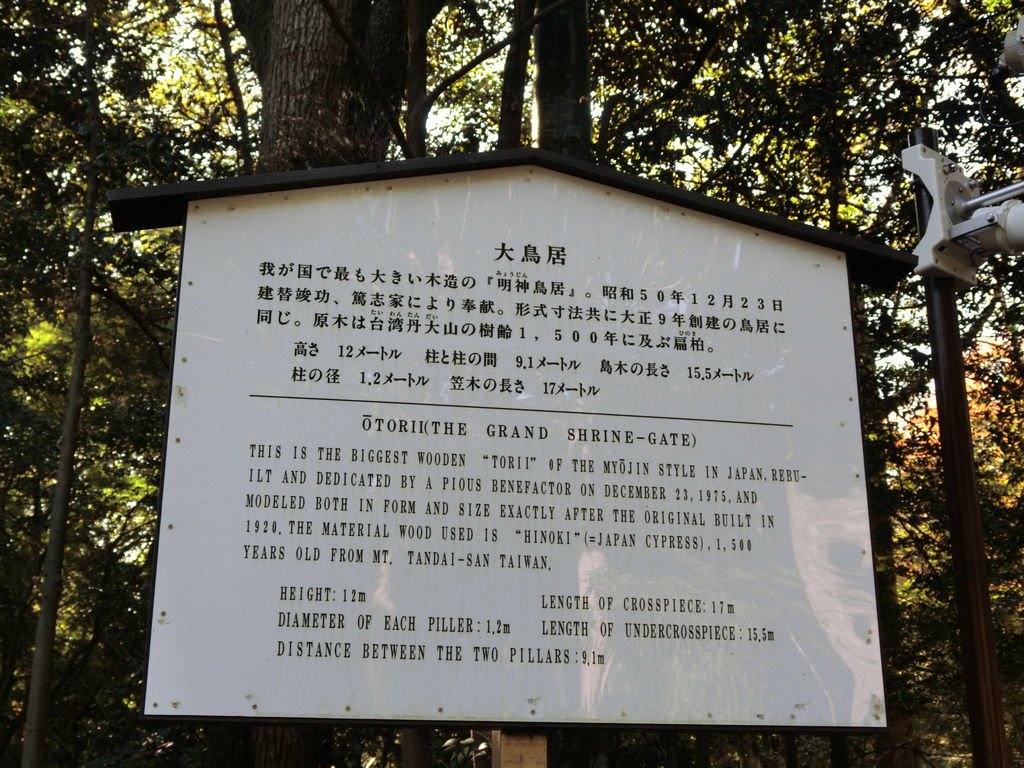 大鳥居
我が国で最も大きい木造の『明神鳥居』。昭和50年12月23日
建替竣功、篤志家により奉献。形式寸法共に大正9年創建の鳥居に
同じ。原木は台湾丹大山の樹齢1,500年に及ぶ扁柏。
高さ 12メートル 柱と柱の間 9.1メートル 島木の長さ 15.5メートル
柱の径 1.2メートル 笠木の長さ 17メートル
ŌTORII(THE GRAND SHRINE-GATE)
THIS IS THE BIGGEST WOODEN "TORII" OF THE MYŌJIN STYLE IN JAPAN, REBU-
ILT AND DEDICATED BY A PIOUS BENEFACTOR ON DECEMBER 23, 1975, AND
MODELED BOTH IN FORM AND SIZE EXACTLY AFTER THE ORIGINAL BUILT IN
1920. THE MATERIAL WOOD USED IS "HINOKI"(=JAPAN CYPRESS), 1,500
YEARS OLD FROM MT. TANDAI-SAN TAIWAN.
HEIGHT: 12m LENGTH OF CROSSPIECE: 17m
DIAMETER OF EACH PILLER: 1,2m LENGTH OF UNDERCROSSPIECE: 15,5m
DISTANCE BETWEEN THE TWO PILLARS: 9,1m